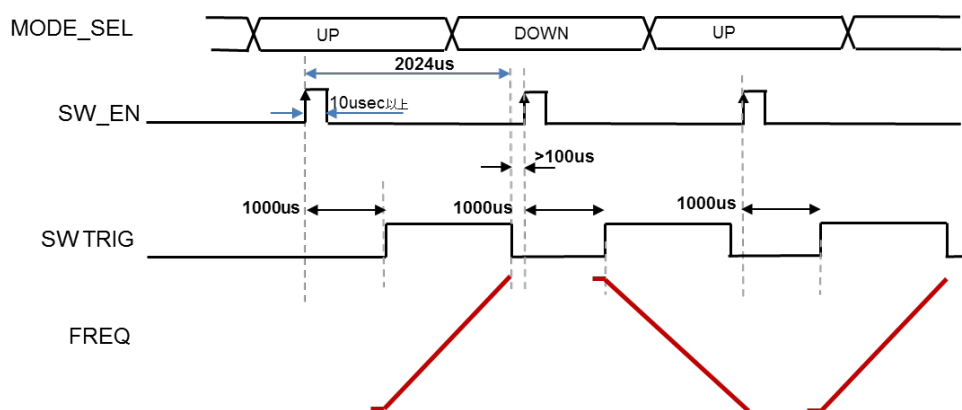 MODE_SEL
UP
DOWN
UP
2024us
SW_EN
10usec以上
>100us
1000us
1000us
1000us
SWTRIG
FREQ